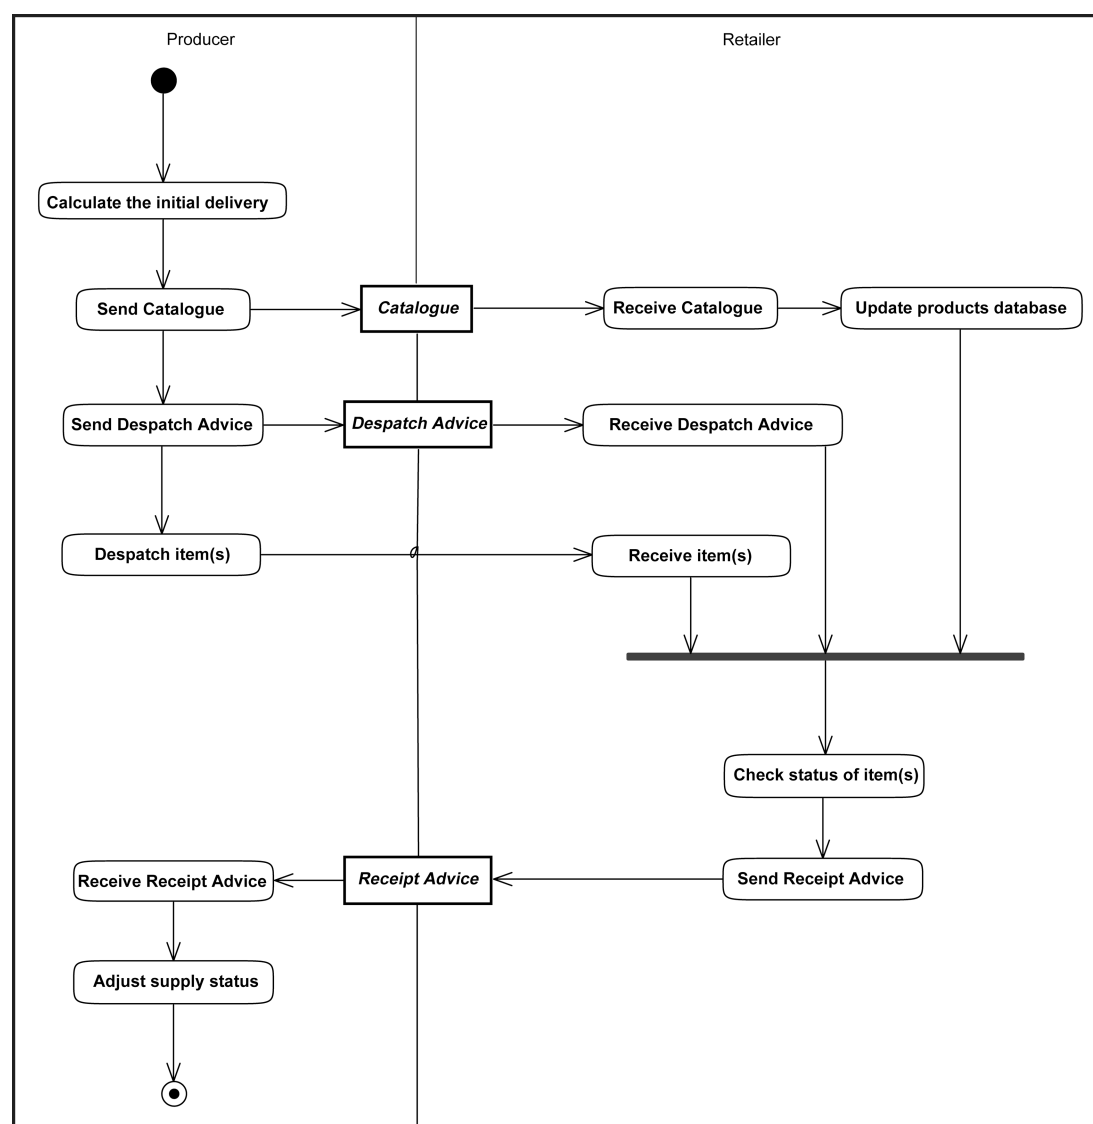 Producer
Retailer
Calculate the initial delivery
Send Catalogue
Catalogue
Receive Catalogue
Update products database
Send Despatch Advice
Despatch Advice
Receive Despatch Advice
Despatch item(s)
Receive item(s)
Check status of item(s)
Receive Receipt Advice
Receipt Advice
Send Receipt Advice
Adjust supply status